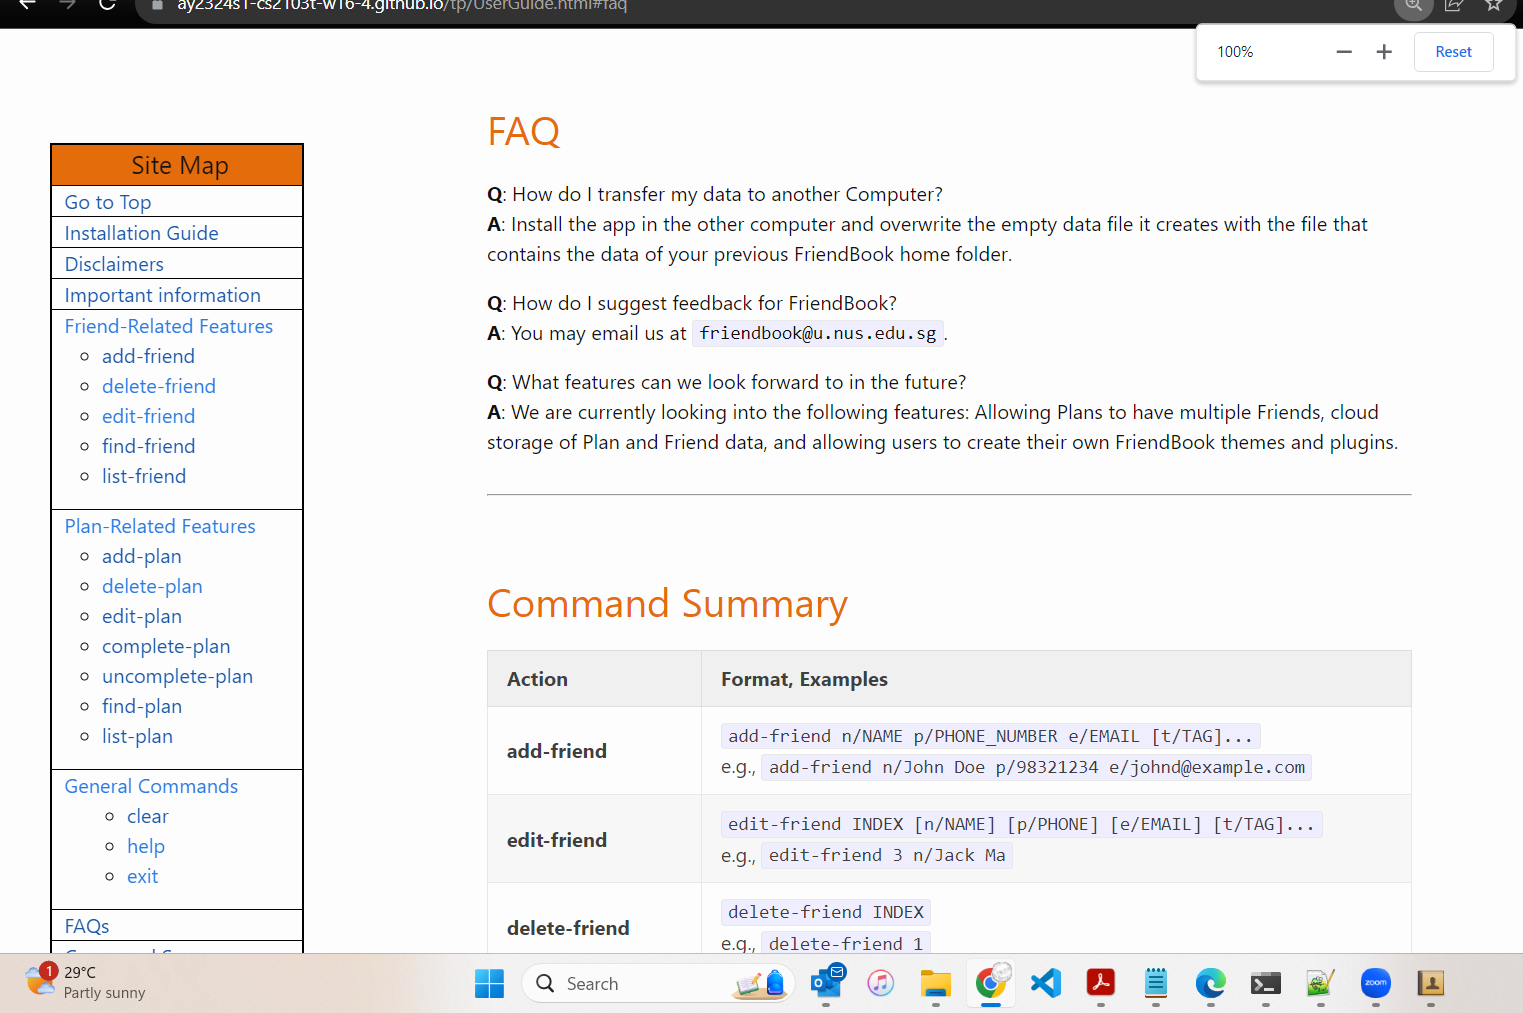 ay2324s1-cs2103t-w16-4.github.io/tp/UserGuide.html#faq
100%
Reset
Site Map
Go to Top
Installation Guide
Disclaimers
Important information
Friend-Related Features
add-friend
delete-friend
edit-friend
find-friend
list-friend
Plan-Related Features
add-plan
delete-plan
edit-plan
complete-plan
uncomplete-plan
find-plan
list-plan
General Commands
clear
help
exit
FAQs
FAQ
Q: How do I transfer my data to another Computer?
A: Install the app in the other computer and overwrite the empty data file it creates with the file that
contains the data of your previous FriendBook home folder.
Q: How do I suggest feedback for FriendBook?
A: You may email us at friendbook@u.nus.edu.sg.
Q: What features can we look forward to in the future?
A: We are currently looking into the following features: Allowing Plans to have multiple Friends, cloud
storage of Plan and Friend data, and allowing users to create their own FriendBook themes and plugins.
Command Summary
Action Format, Examples
add-friend add-friend n/NAME p/PHONE_NUMBER e/EMAIL [t/TAG]...
e.g., add-friend n/John Doe p/98321234 e/johnd@example.com
edit-friend edit-friend INDEX [n/NAME] [p/PHONE] [e/EMAIL] [t/TAG]...
e.g., edit-friend 3 n/Jack Ma
delete-friend delete-friend INDEX
e.g., delete-friend 1
1
29°C
Partly sunny
Search
zoom